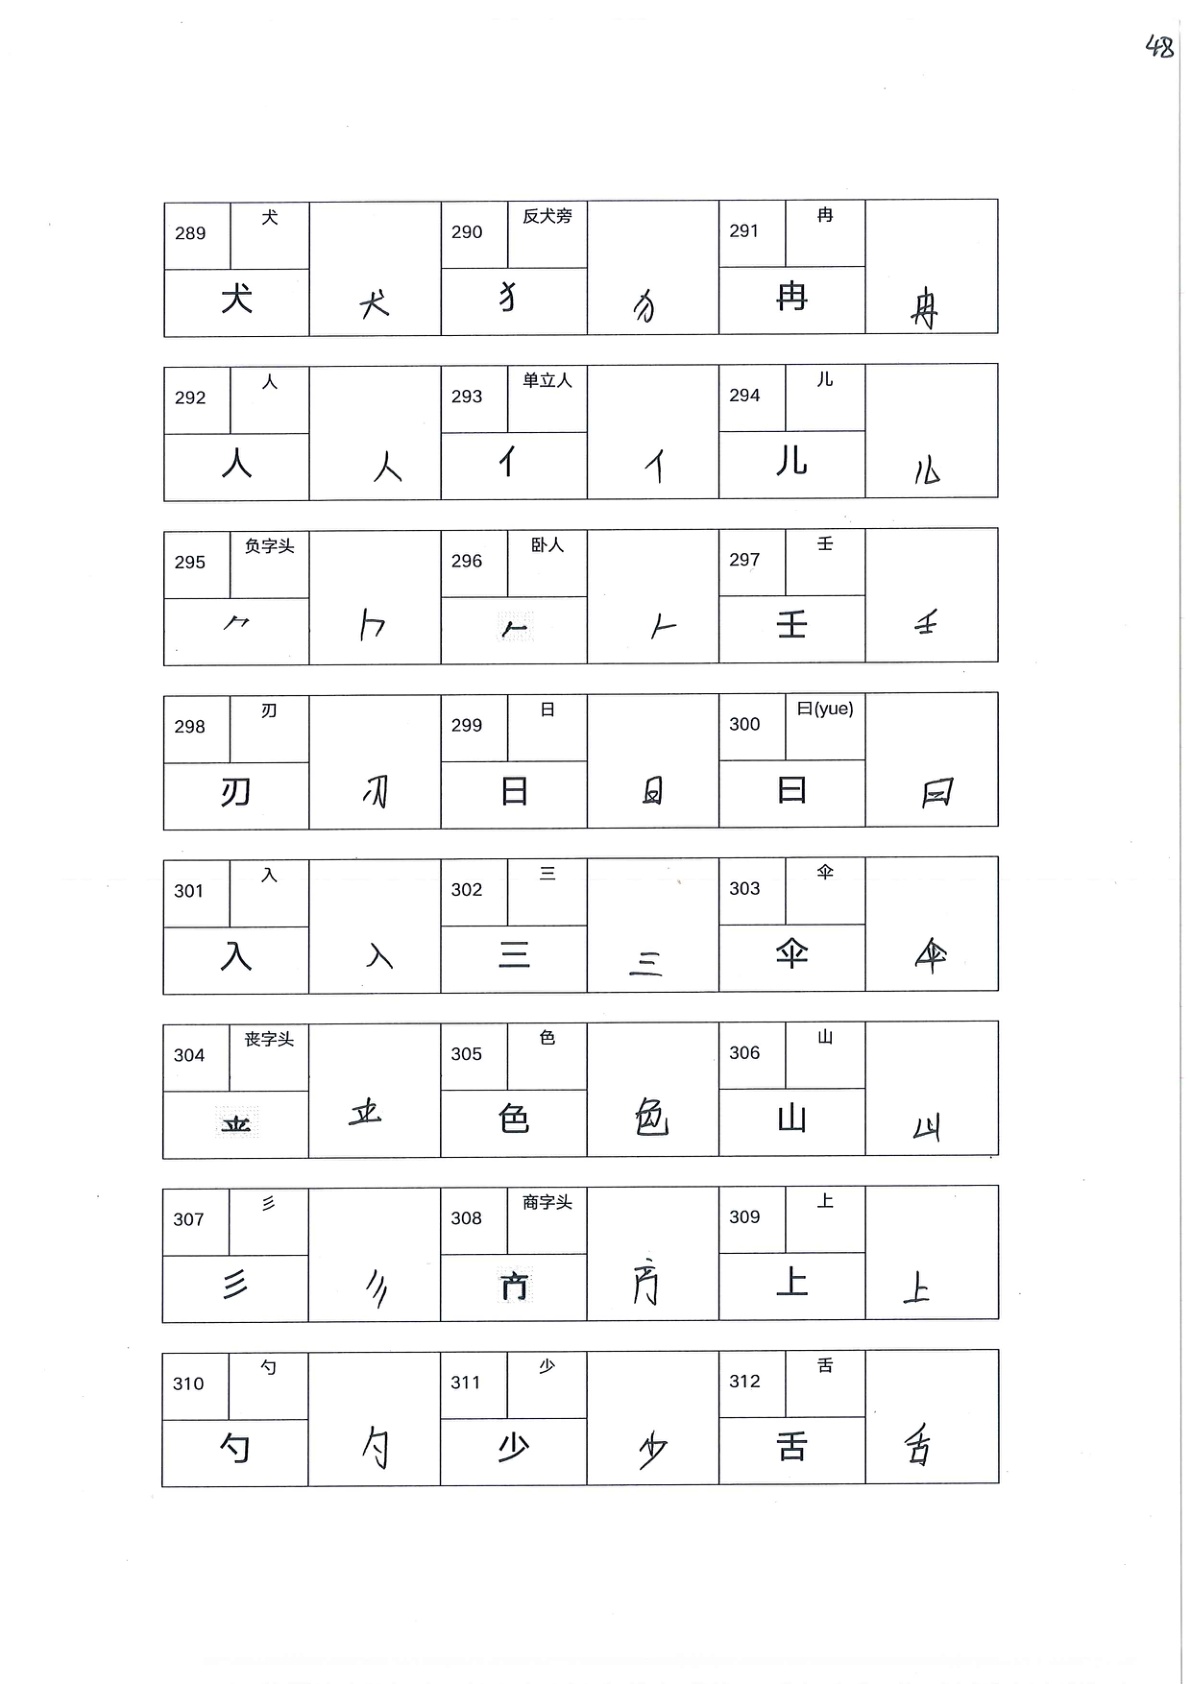 48
289 犬 290 反犬旁 291 冉
犬 犬 犭 犭 冉 冉
292 人 293 单立人 294 儿
人 人 亻 亻 儿 儿
295 负字头 296 卧人 297 壬
⺈ ⺈ 𠂉 𠂉 壬 壬
298 刃 299 日 300 曰(yue)
刃 刃 日 日 曰 曰
301 入 302 三 303 伞
入 入 三 三 伞 伞
304 丧字头 305 色 306 山
色 色 山 山
307 彡 308 商字头 309 上
彡 彡 上 上
310 勺 311 少 312 舌
勺 勺 少 少 舌 舌